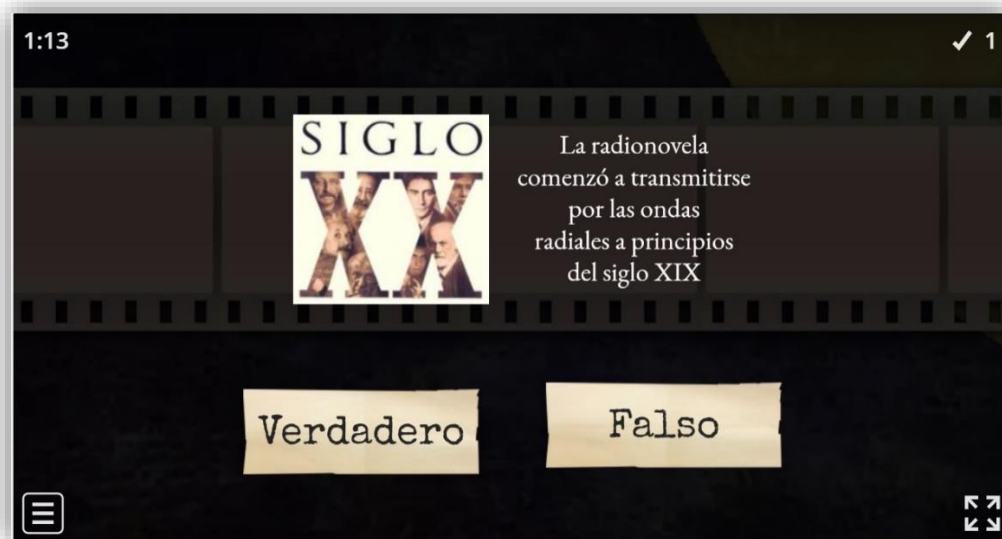 1:13
✓ 1
SIGLO
XX
La radionovela
comenzó a transmitirse
por las ondas
radiales a principios
del siglo XIX
Verdadero
Falso